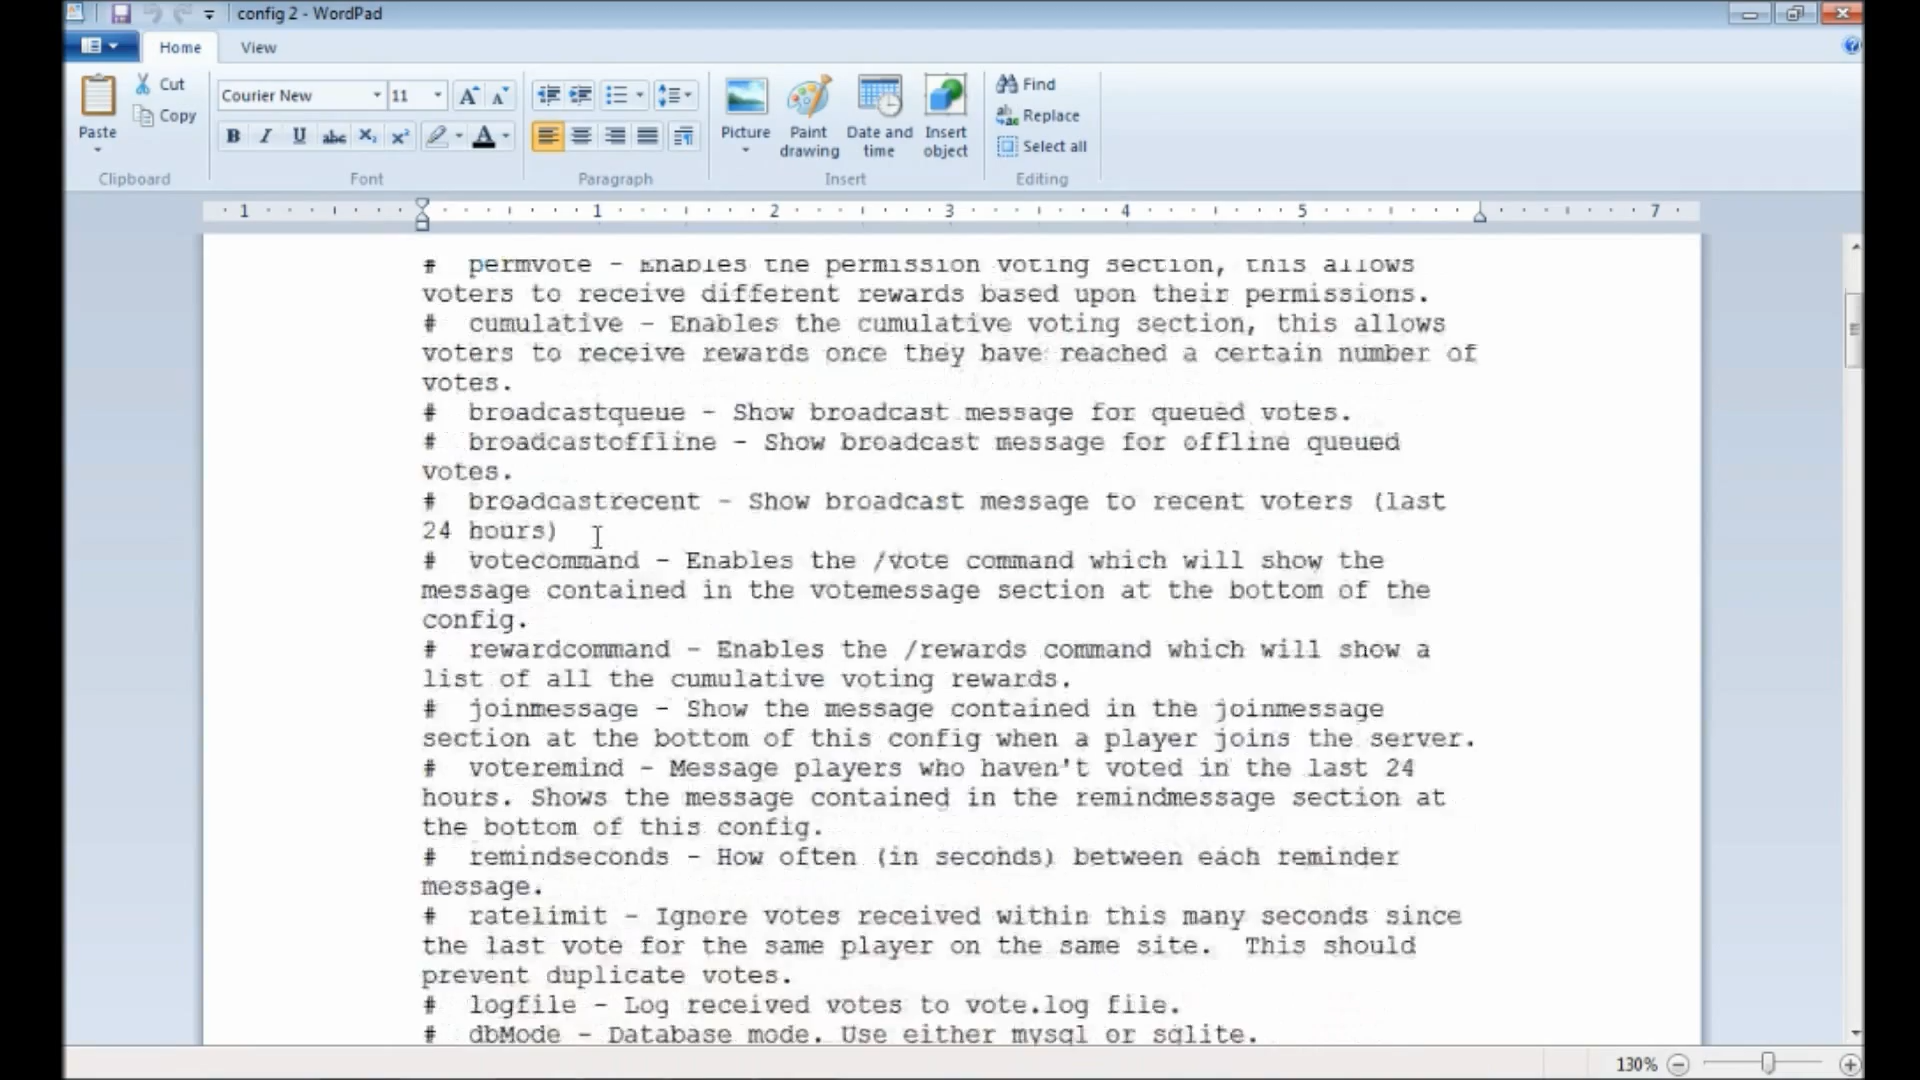 config 2 - WordPad
Home
View
Cut
Copy
Paste
Clipboard
Courier New
11
Font
Paragraph
Picture
Paint drawing
Date and time
Insert object
Insert
Find
Replace
Select all
Editing
1 1 2 3 4 5 7
#  permvote - Enables the permission voting section, this allows
voters to receive different rewards based upon their permissions.
#  cumulative - Enables the cumulative voting section, this allows
voters to receive rewards once they have reached a certain number of
votes.
#  broadcastqueue - Show broadcast message for queued votes.
#  broadcastoffline - Show broadcast message for offline queued
votes.
#  broadcastrecent - Show broadcast message to recent voters (last
24 hours)
#  votecommand - Enables the /vote command which will show the
message contained in the votemessage section at the bottom of the
config.
#  rewardcommand - Enables the /rewards command which will show a
list of all the cumulative voting rewards.
#  joinmessage - Show the message contained in the joinmessage
section at the bottom of this config when a player joins the server.
#  voteremind - Message players who haven't voted in the last 24
hours. Shows the message contained in the remindmessage section at
the bottom of this config.
#  remindseconds - How often (in seconds) between each reminder
message.
#  ratelimit - Ignore votes received within this many seconds since
the last vote for the same player on the same site.  This should
prevent duplicate votes.
#  logfile - Log received votes to vote.log file.
#  dbMode - Database mode. Use either mysql or sqlite.
130%